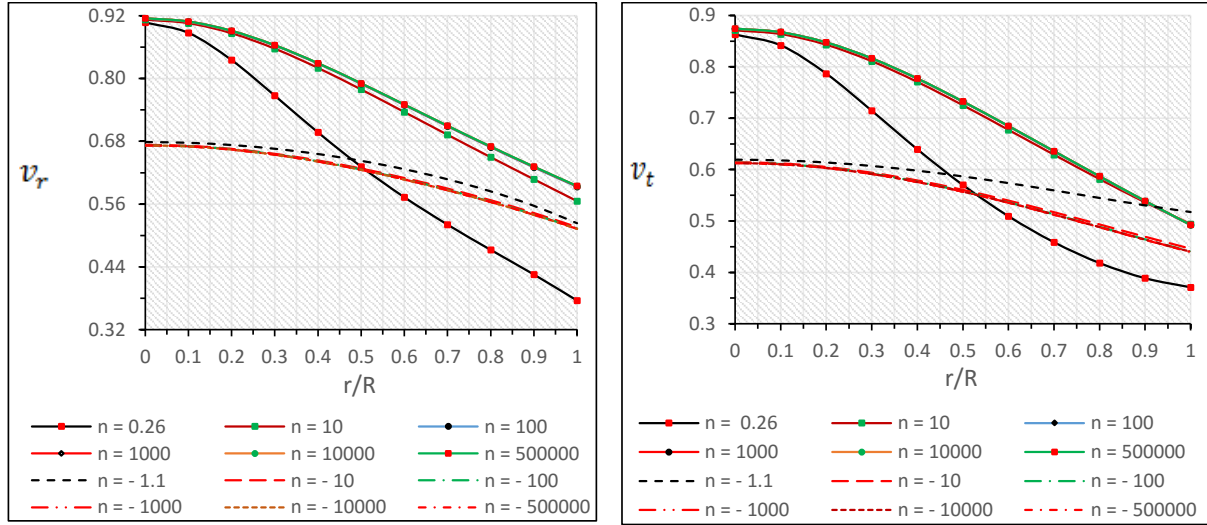 0.92
0.80
0.68
0.56
0.44
0.32
v_r
0 0.1 0.2 0.3 0.4 0.5 0.6 0.7 0.8 0.9 1
r/R
n = 0.26 n = 10 n = 100
n = 1000 n = 10000 n = 500000
n = - 1.1 n = - 10 n = - 100
n = - 1000 n = - 10000 n = - 500000
0.9
0.8
0.7
0.6
0.5
0.4
0.3
v_t
0 0.1 0.2 0.3 0.4 0.5 0.6 0.7 0.8 0.9 1
r/R
n = 0.26 n = 10 n = 100
n = 1000 n = 10000 n = 500000
n = - 1.1 n = - 10 n = - 100
n = - 1000 n = - 10000 n = - 500000